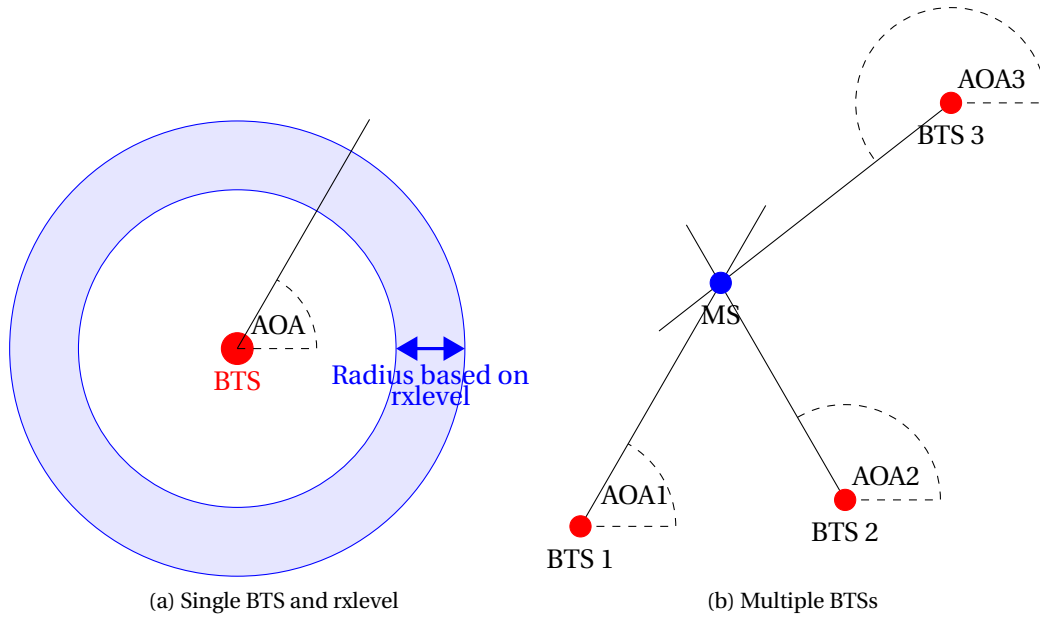 AOA
BTS
Radius based on
rxlevel
(a) Single BTS and rxlevel
AOA3
BTS 3
MS
AOA1
BTS 1
AOA2
BTS 2
(b) Multiple BTSs